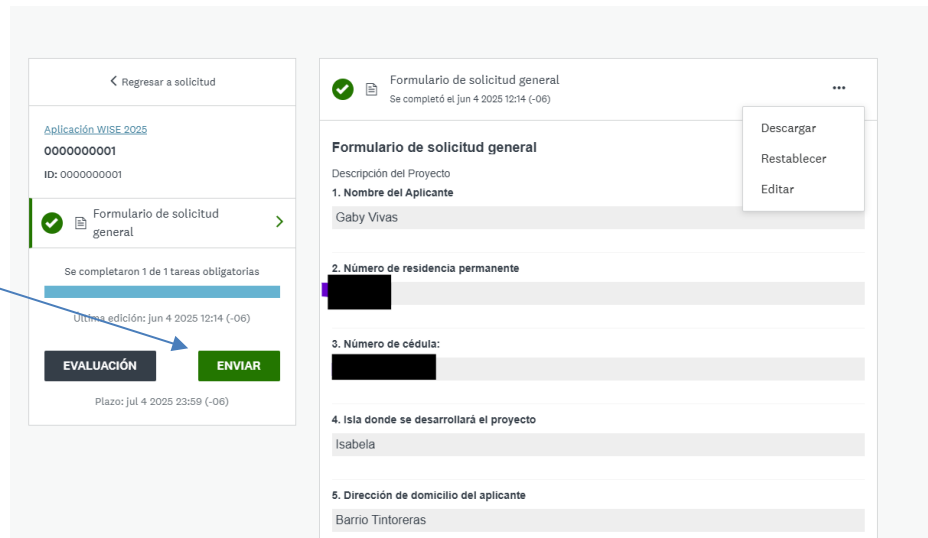 Regresar a solicitud
Aplicación WISE 2025
0000000001
ID: 0000000001
Formulario de solicitud
general
Se completaron 1 de 1 tareas obligatorias
Última edición: jun 4 2025 12:14 (-06)
EVALUACIÓN
ENVIAR
Plazo: jul 4 2025 23:59 (-06)
Formulario de solicitud general
Se completó el jun 4 2025 12:14 (-06)
Descargar
Restablecer
Editar
Formulario de solicitud general
Descripción del Proyecto
1. Nombre del Aplicante
Gaby Vivas
2. Número de residencia permanente
3. Número de cédula:
4. Isla donde se desarrollará el proyecto
Isabela
5. Dirección de domicilio del aplicante
Barrio Tintoreras